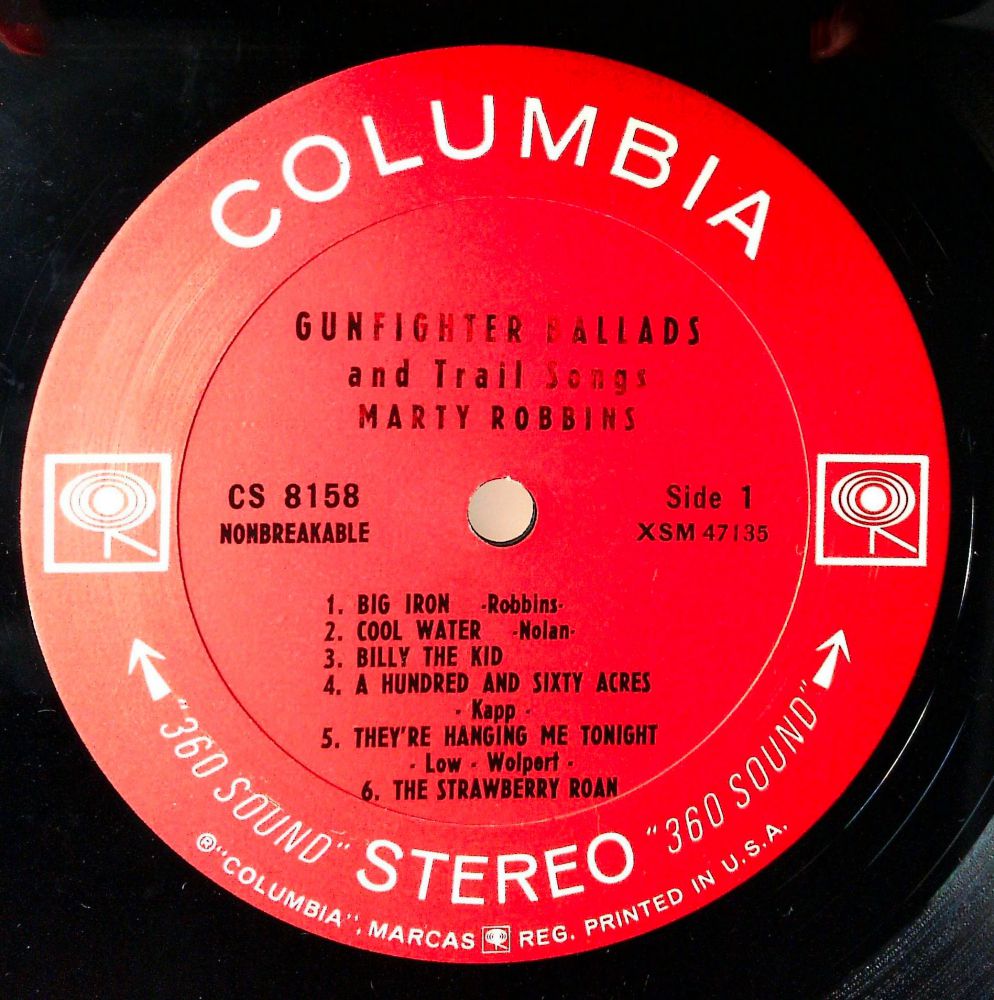 COLUMBIA
GUNFIGHTER BALLADS
and Trail Songs
MARTY ROBBINS
CS 8158
NONBREAKABLE
Side 1
XSM 47135
1. BIG IRON -Robbins-
2. COOL WATER -Nolan-
3. BILLY THE KID
4. A HUNDRED AND SIXTY ACRES
- Kapp -
5. THEY'RE HANGING ME TONIGHT
- Low - Wolpert -
6. THE STRAWBERRY ROAN
"360 SOUND" STEREO "360 SOUND"
®"COLUMBIA", MARCAS REG. PRINTED IN U.S.A.